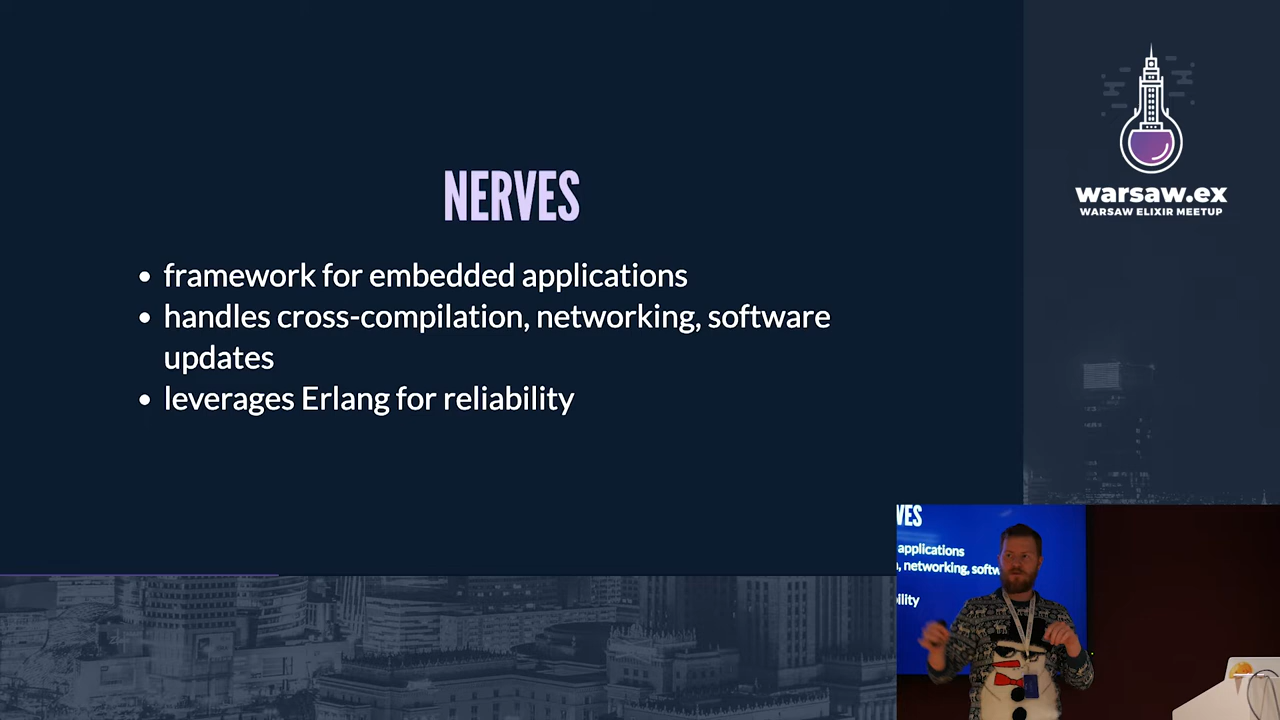 NERVES
framework for embedded applications
handles cross-compilation, networking, software
updates
leverages Erlang for reliability
warsaw.ex
WARSAW ELIXIR MEETUP
VES
applications
, networking, softw
ility